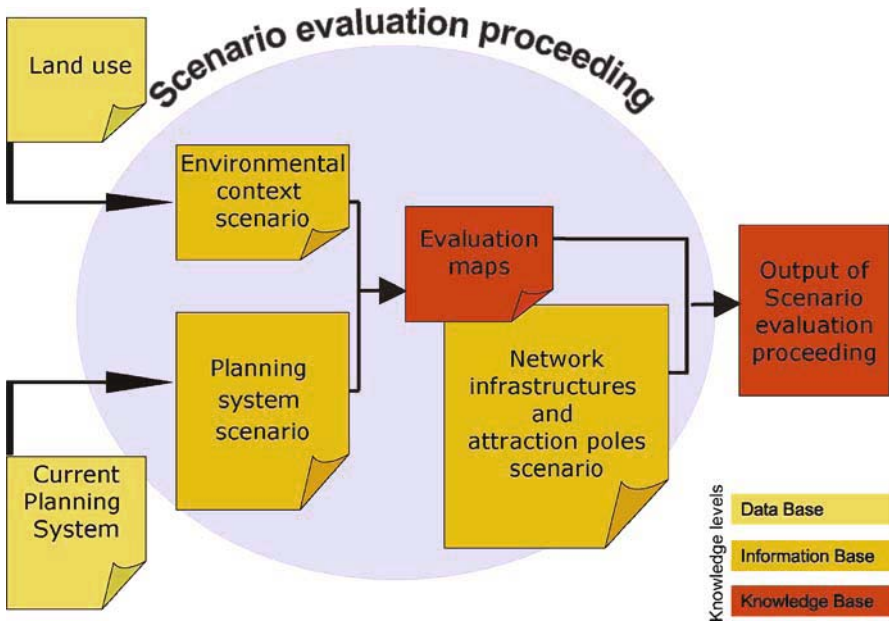 Scenario evaluation proceeding
Land use
Environmental
context
scenario
Evaluation
maps
Output of
Scenario
evaluation
proceeding
Planning
system
scenario
Network
infrastructures
and
attraction poles
scenario
Current
Planning
System
Knowledge levels
Data Base
Information Base
Knowledge Base